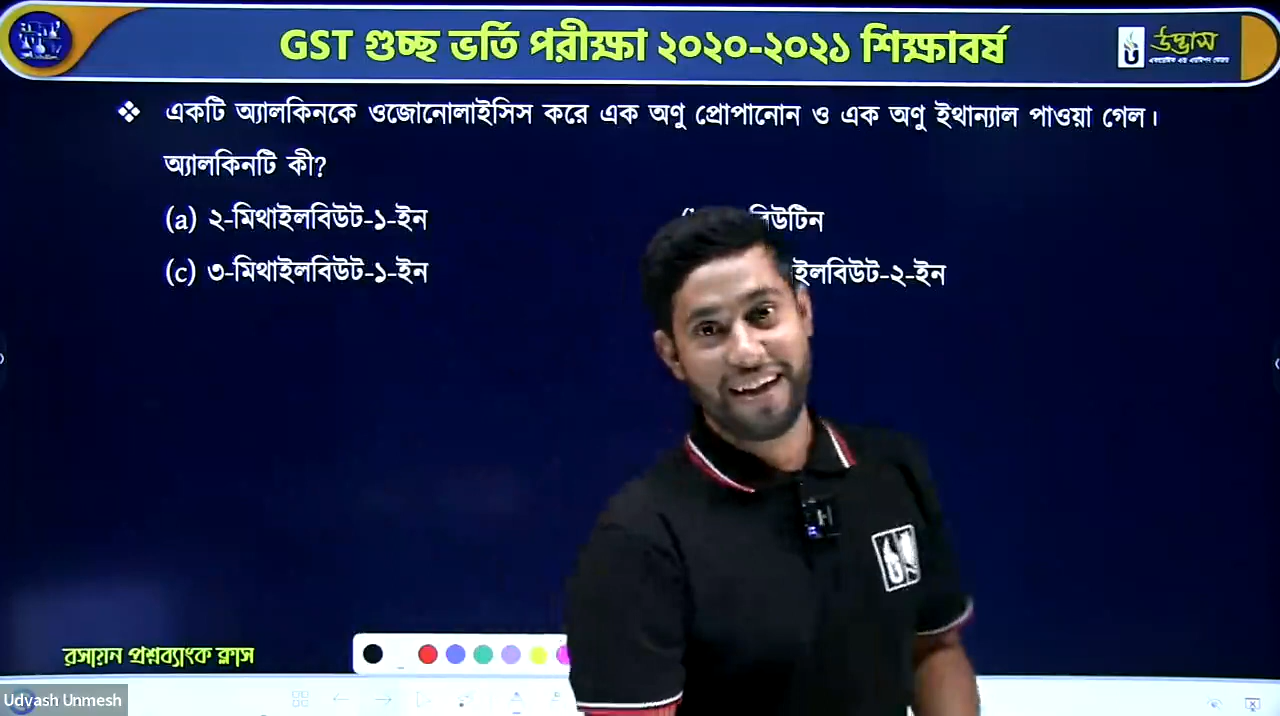 GST গুচ্ছ ভর্তি পরীক্ষা ২০২০-২০২১ শিক্ষাবর্ষ
উদ্ভাস
❖ একটি অ্যালকিনকে ওজোনোলাইসিস করে এক অণু প্রোপানোন ও এক অণু ইথান্যাল পাওয়া গেল।
অ্যালকিনটি কী?
(a) ২-মিথাইলবিউট-১-ইন
বিউটিন
(c) ৩-মিথাইলবিউট-১-ইন
ইলবিউট-২-ইন
রসায়ন প্রশ্নব্যাংক ক্লাস
Udvash Unmesh